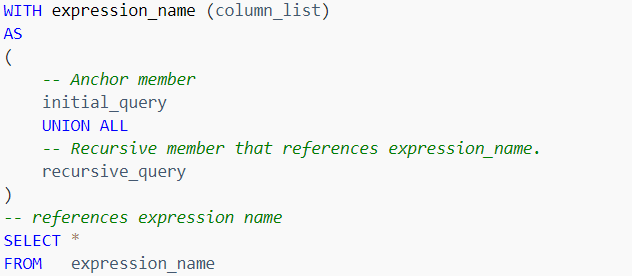 WITH expression_name (column_list)
AS
(
    -- Anchor member
    initial_query
    UNION ALL
    -- Recursive member that references expression_name.
    recursive_query
)
-- references expression name
SELECT *
FROM   expression_name